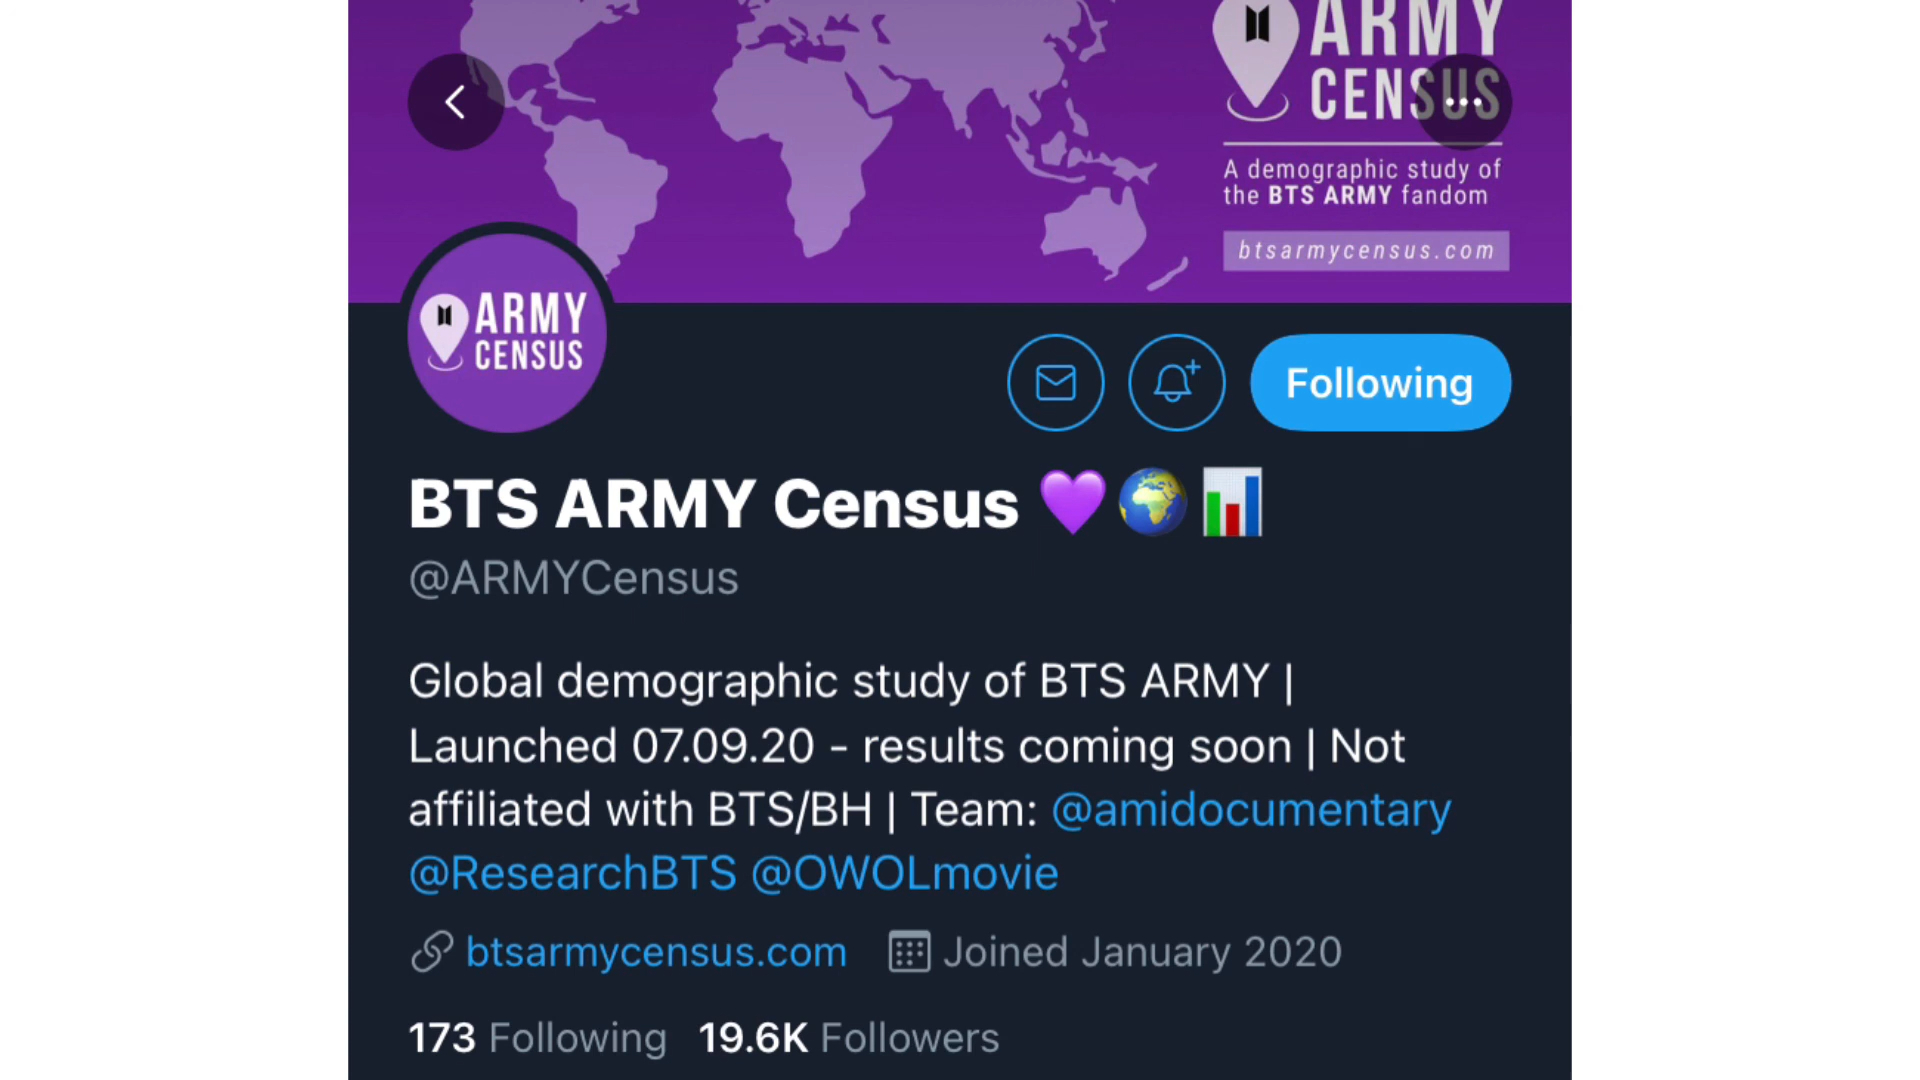 ARMY
CENSUS
A demographic study of
the BTS ARMY fandom
btsarmycensus.com
ARMY
CENSUS
Following
BTS ARMY Census 💜🌍📊
@ARMYCensus
Global demographic study of BTS ARMY |
Launched 07.09.20 - results coming soon | Not
affiliated with BTS/BH | Team: @amidocumentary
@ResearchBTS @OWOLmovie
btsarmycensus.com Joined January 2020
173 Following 19.6K Followers